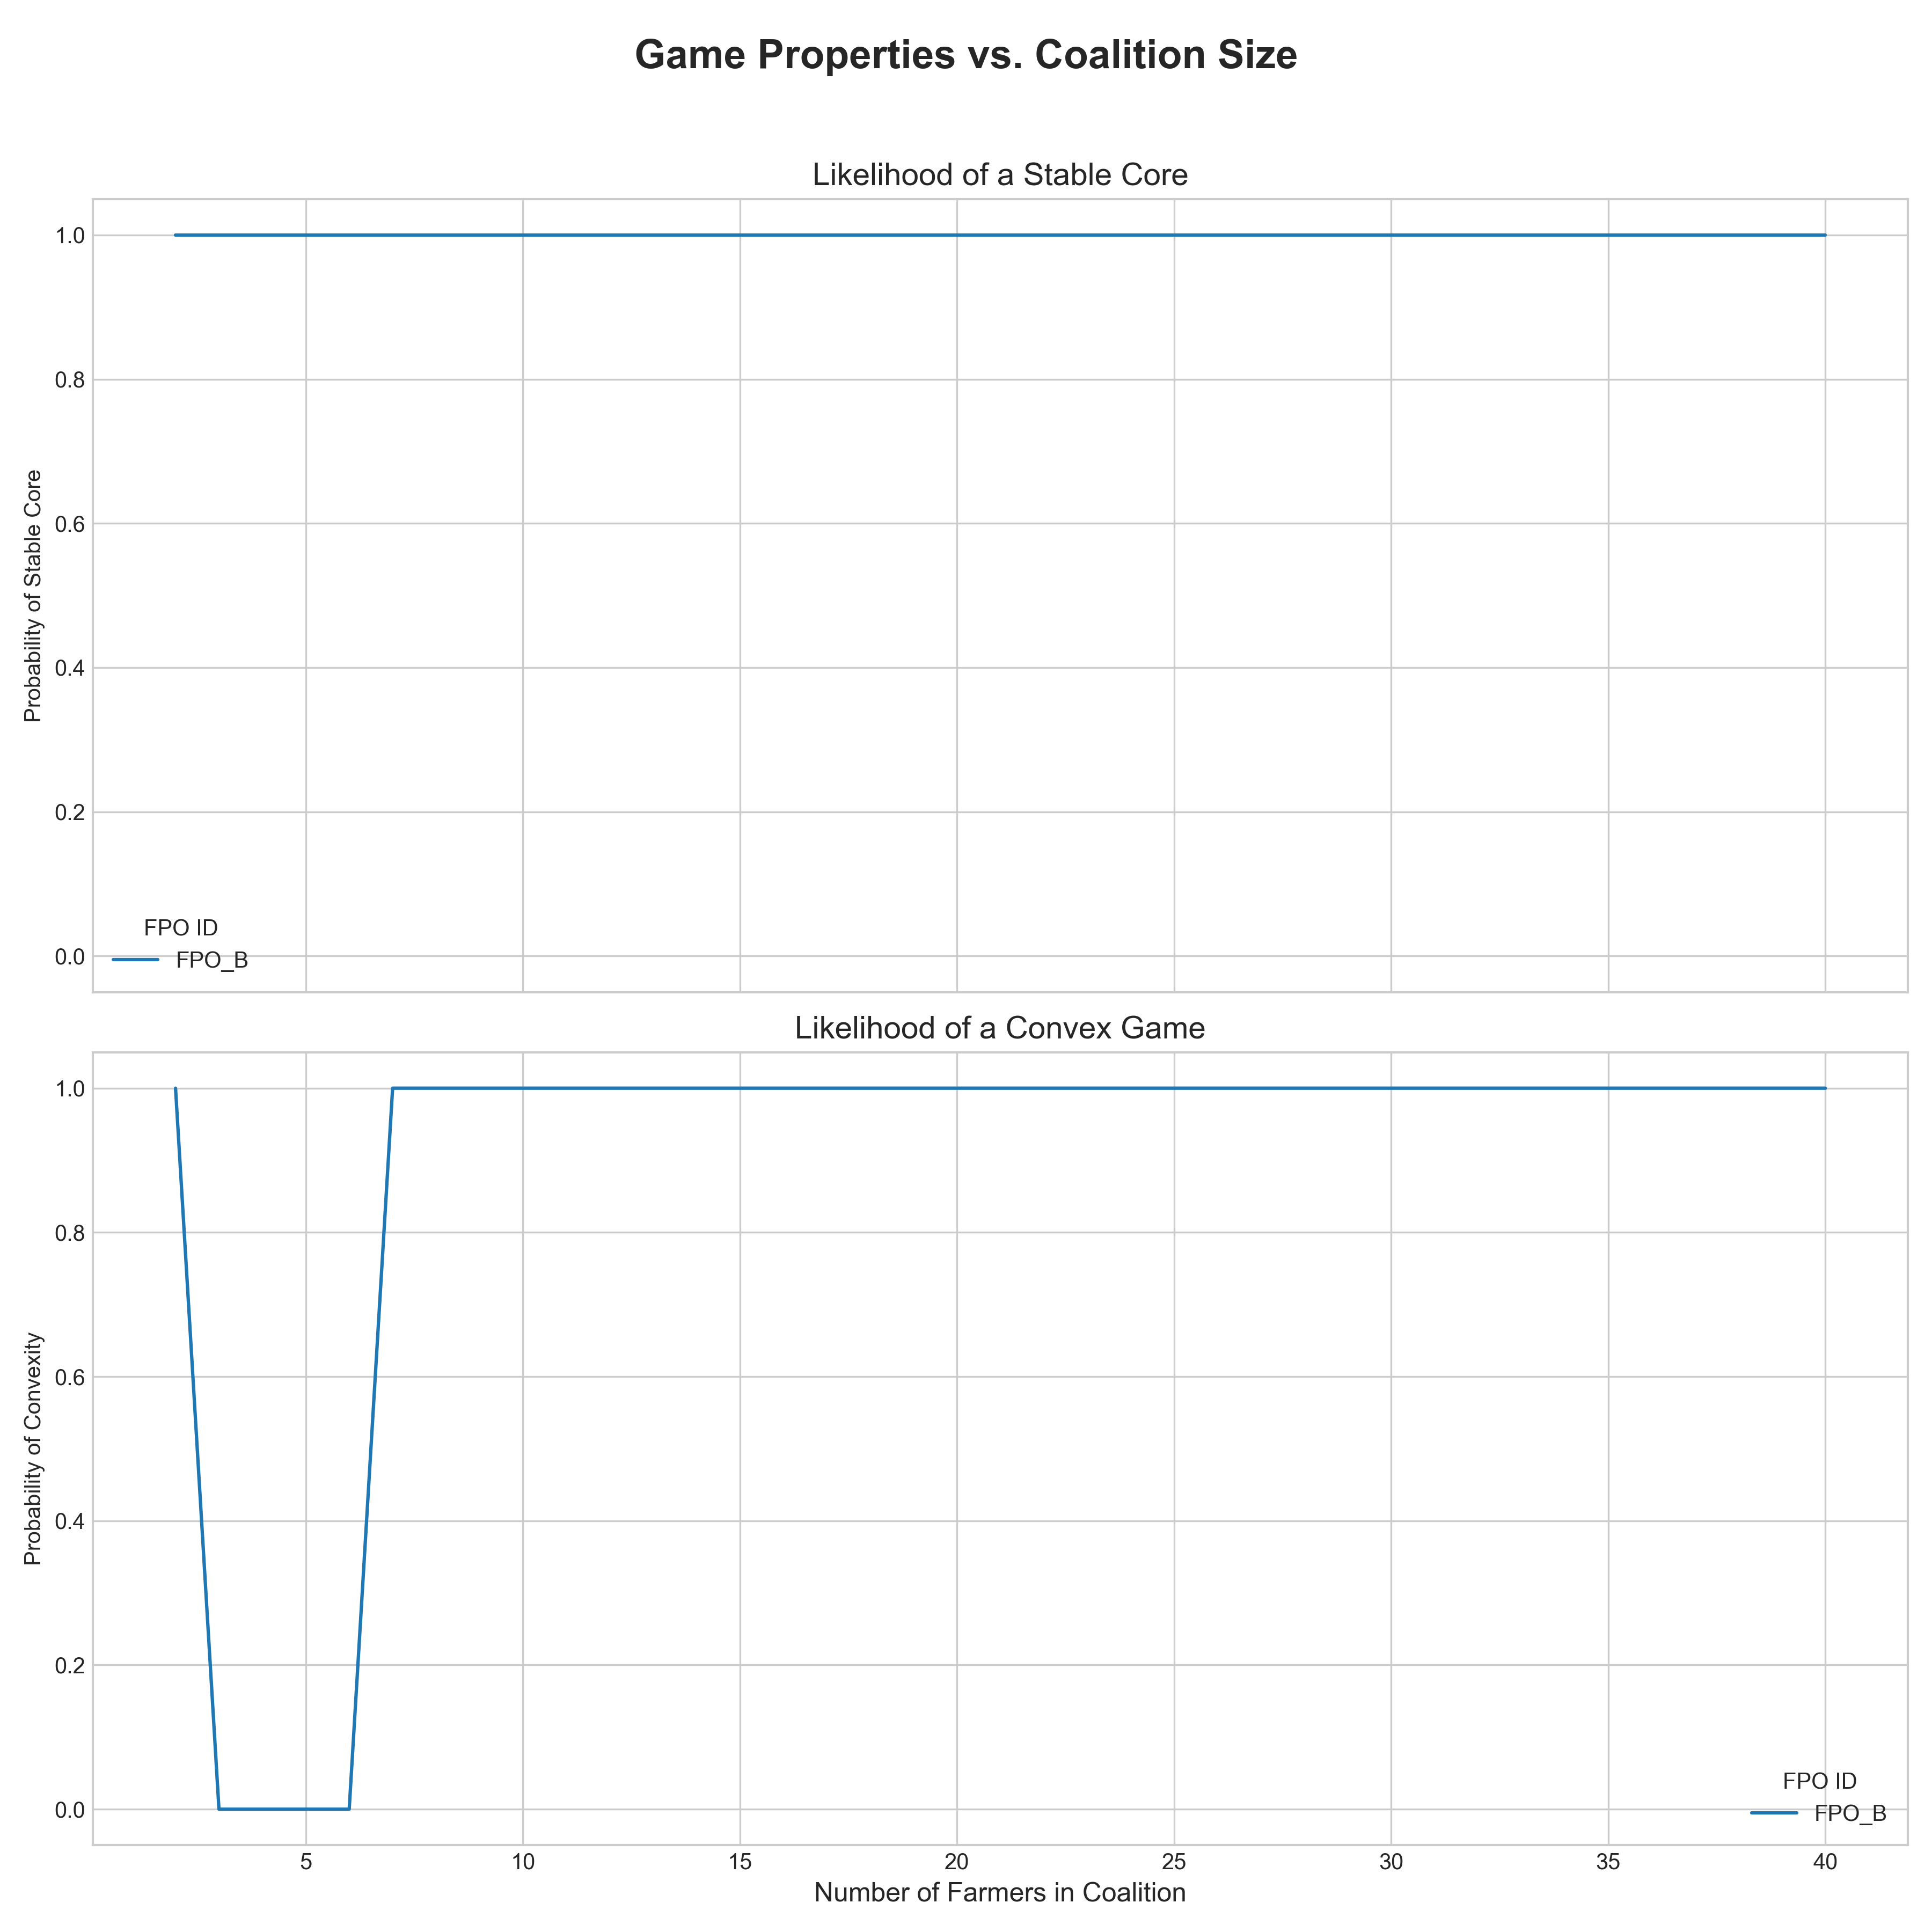 Game Properties vs. Coalition Size
Likelihood of a Stable Core
Probability of Stable Core
1.0
0.8
0.6
0.4
0.2
0.0
FPO ID
FPO_B
Likelihood of a Convex Game
Probability of Convexity
1.0
0.8
0.6
0.4
0.2
0.0
FPO ID
FPO_B
5 10 15 20 25 30 35 40
Number of Farmers in Coalition